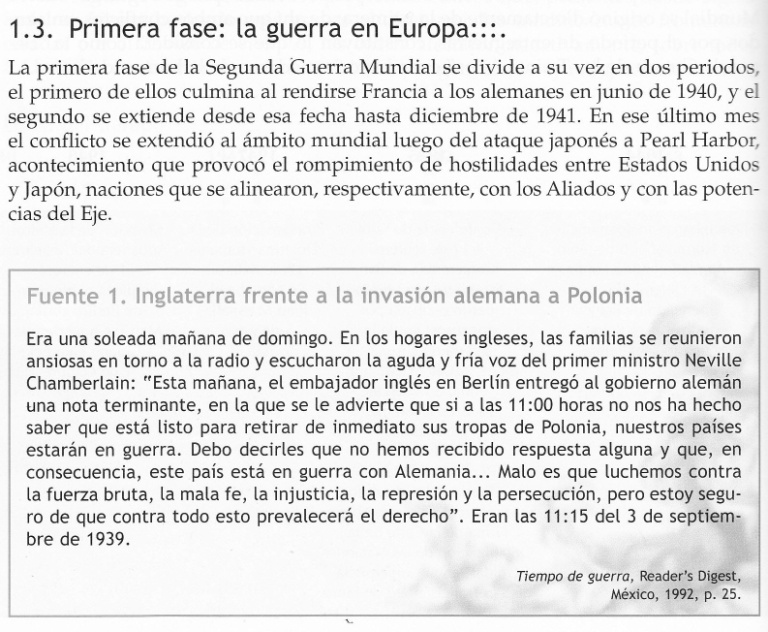 1.3. Primera fase: la guerra en Europa::::
La primera fase de la Segunda Guerra Mundial se divide a su vez en dos periodos,
el primero de ellos culmina al rendirse Francia a los alemanes en junio de 1940, y el
segundo se extiende desde esa fecha hasta diciembre de 1941. En ese último mes
el conflicto se extendió al ámbito mundial luego del ataque japonés a Pearl Harbor,
acontecimiento que provocó el rompimiento de hostilidades entre Estados Unidos
y Japón, naciones que se alinearon, respectivamente, con los Aliados y con las poten-
cias del Eje.
Fuente 1. Inglaterra frente a la invasión alemana a Polonia
Era una soleada mañana de domingo. En los hogares ingleses, las familias se reunieron
ansiosas en torno a la radio y escucharon la aguda y fría voz del primer ministro Neville
Chamberlain: "Esta mañana, el embajador inglés en Berlín entregó al gobierno alemán
una nota terminante, en la que se le advierte que si a las 11:00 horas no nos ha hecho
saber que está listo para retirar de inmediato sus tropas de Polonia, nuestros países
estarán en guerra. Debo decirles que no hemos recibido respuesta alguna y que, en
consecuencia, este país está en guerra con Alemania... Malo es que luchemos contra
la fuerza bruta, la mala fe, la injusticia, la represión y la persecución, pero estoy segu-
ro de que contra todo esto prevalecerá el derecho". Eran las 11:15 del 3 de septiem-
bre de 1939.
Tiempo de guerra, Reader's Digest,
México, 1992, p. 25.